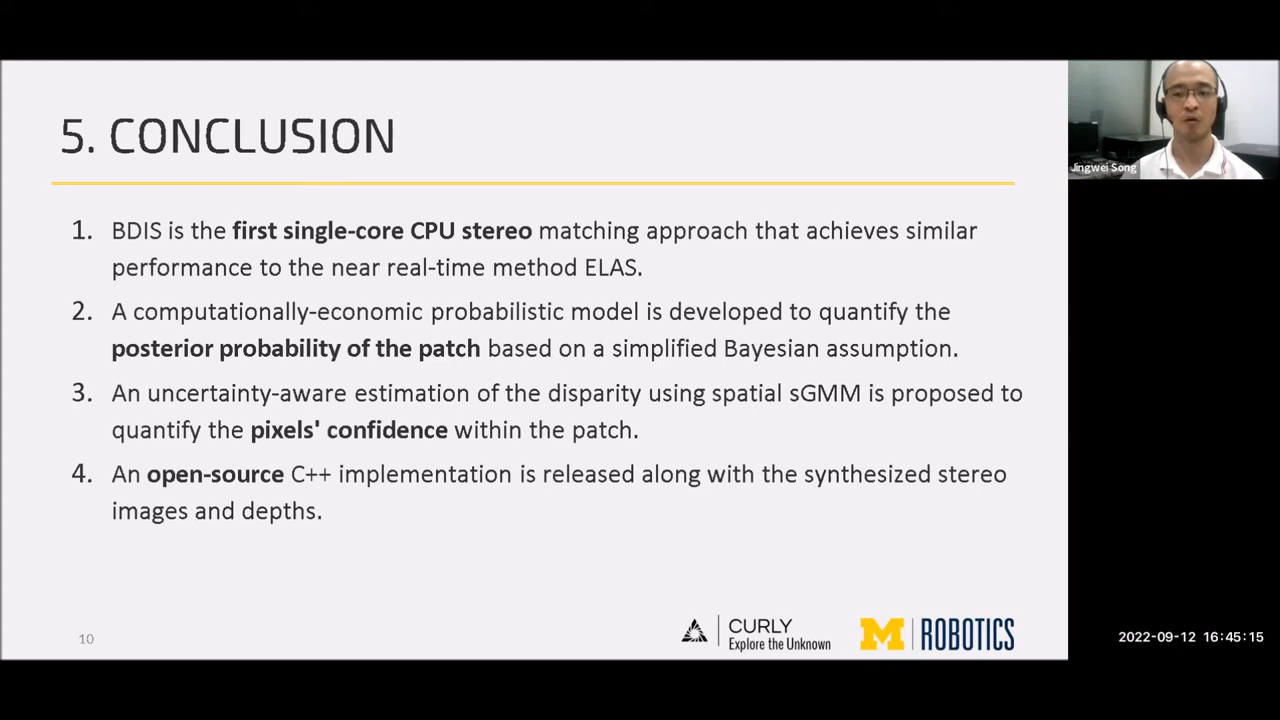 5. CONCLUSION
1. BDIS is the first single-core CPU stereo matching approach that achieves similar
performance to the near real-time method ELAS.
2. A computationally-economic probabilistic model is developed to quantify the
posterior probability of the patch based on a simplified Bayesian assumption.
3. An uncertainty-aware estimation of the disparity using spatial sGMM is proposed to
quantify the pixels' confidence within the patch.
4. An open-source C++ implementation is released along with the synthesized stereo
images and depths.
10
CURLY
Explore the Unknown
M ROBOTICS
Jingwei Song
2022-09-12 16:45:15